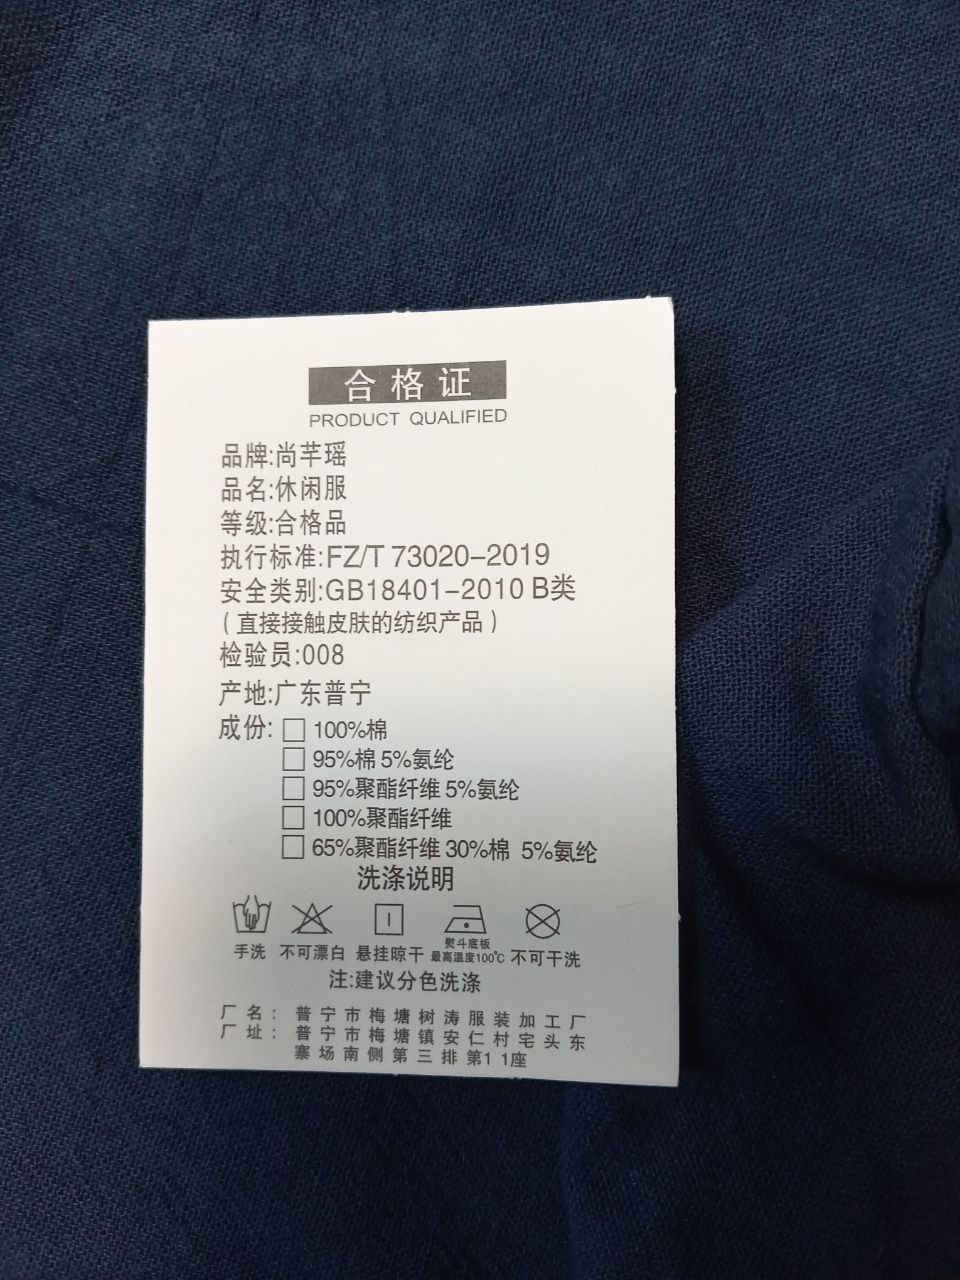 合格证
PRODUCT QUALIFIED
品牌:尚芊瑶
品名:休闲服
等级:合格品
执行标准:FZ/T 73020-2019
安全类别:GB18401-2010 B类
(直接接触皮肤的纺织产品)
检验员:008
产地:广东普宁
成份:□ 100%棉
□ 95%棉 5%氨纶
□ 95%聚酯纤维 5%氨纶
□ 100%聚酯纤维
□ 65%聚酯纤维 30%棉 5%氨纶
洗涤说明
手洗 不可漂白 悬挂晾干 熨斗底板 最高温度100℃ 不可干洗
注:建议分色洗涤
厂名: 普宁市梅塘树涛服装加工厂
厂址: 普宁市梅塘镇安仁村宅头东
寨场南侧第三排第11座